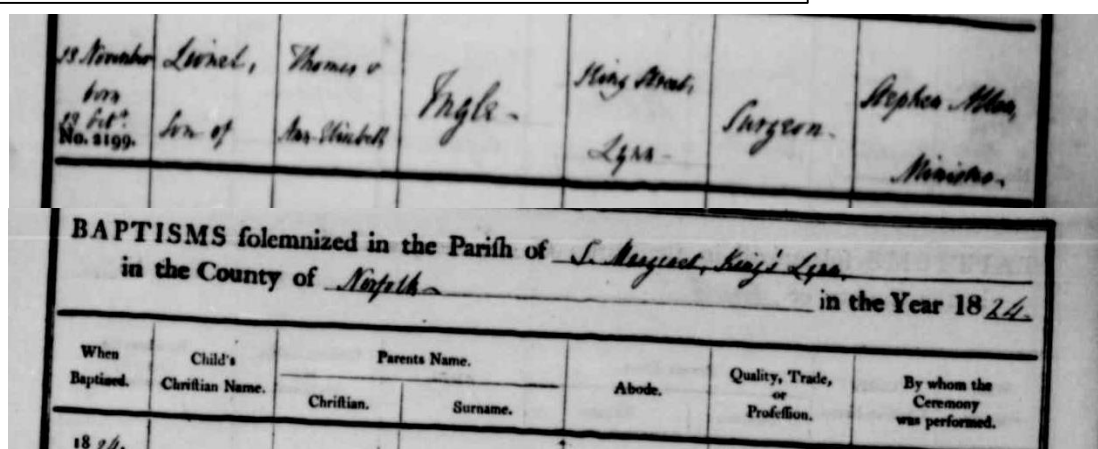 18 November Lionel, Thomas & Ingle King Street, Surgeon Stephen Allen,
born
13 Octr. Son of Ann Elizabeth Lynn Minister.
No. 2199.
BAPTISMS solemnized in the Parish of S. Margaret, King's Lynn,
in the County of Norfolk in the Year 1824.
When Baptized. Child's Christian Name. Parents Name. Abode. Quality, Trade, or Profession. By whom the Ceremony was performed.
Christian. Surname.
1824.